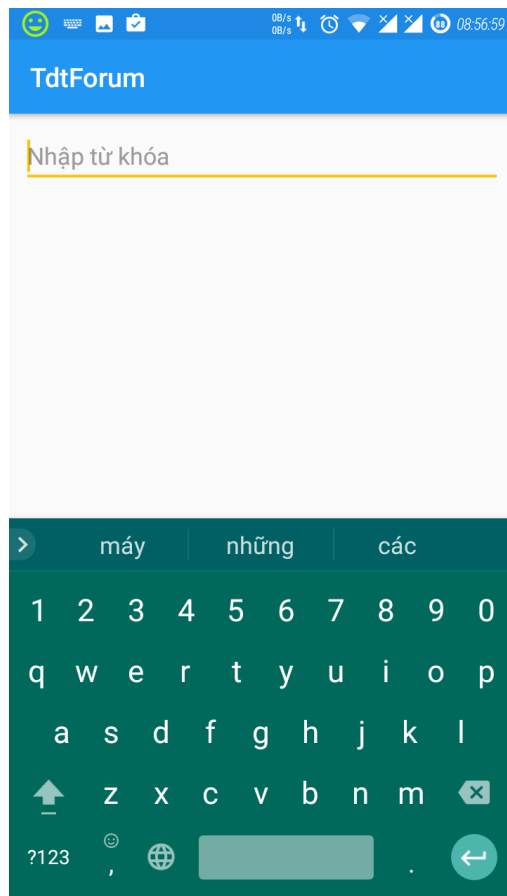 0B/s
0B/s
88
08:56:59
TdtForum
Nhập từ khóa
máy những các
1 2 3 4 5 6 7 8 9 0
q w e r t y u i o p
a s d f g h j k l
z x c v b n m
?123 , .